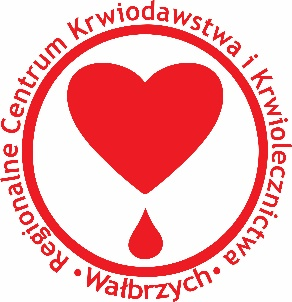 Regionalne Centrum Krwiodawstwa i Krwiolecznictwa
• Wałbrzych •